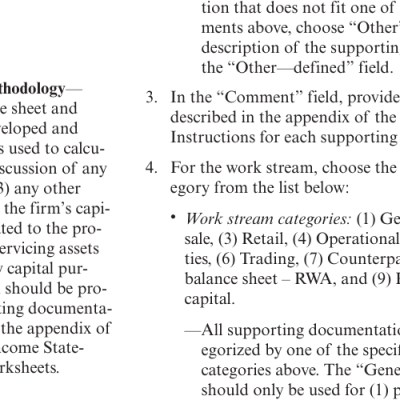 thodology—
e sheet and
eloped and
s used to calcu-
scussion of any
3) any other
the firm's capi-
ted to the pro-
ervicing assets
capital pur-
should be pro-
ting documenta-
the appendix of
come State-
rksheets.
tion that does not fit one of
ments above, choose “Other”
description of the supportin
the “Other—defined” field.
3. In the “Comment” field, provide
described in the appendix of the
Instructions for each supporting
4. For the work stream, choose the
egory from the list below:
• Work stream categories: (1) Ge
sale, (3) Retail, (4) Operational
ties, (6) Trading, (7) Counterpa
balance sheet – RWA, and (9)
capital.
—All supporting documentatio
egorized by one of the specif
categories above. The “Gene
should only be used for (1) p